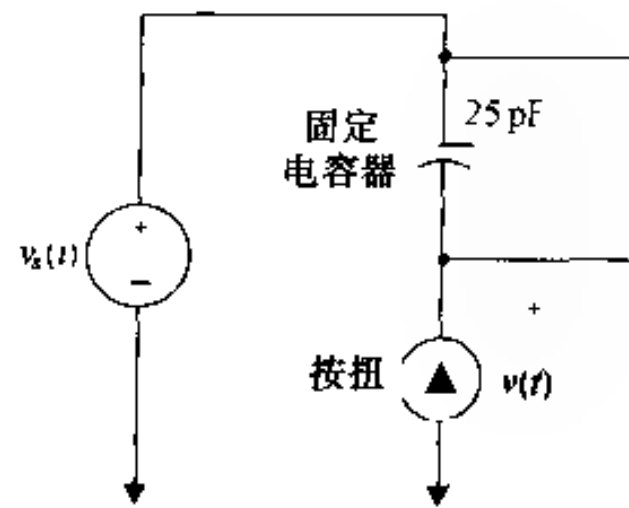 25 pF
固定
电容器
v_s(t)
+
−
+
按扭
v(t)